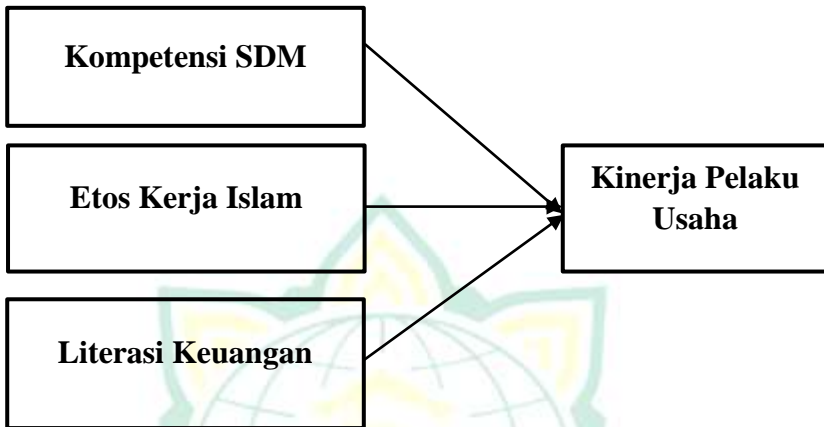 Kompetensi SDM
Etos Kerja Islam
Kinerja Pelaku
Usaha
Literasi Keuangan